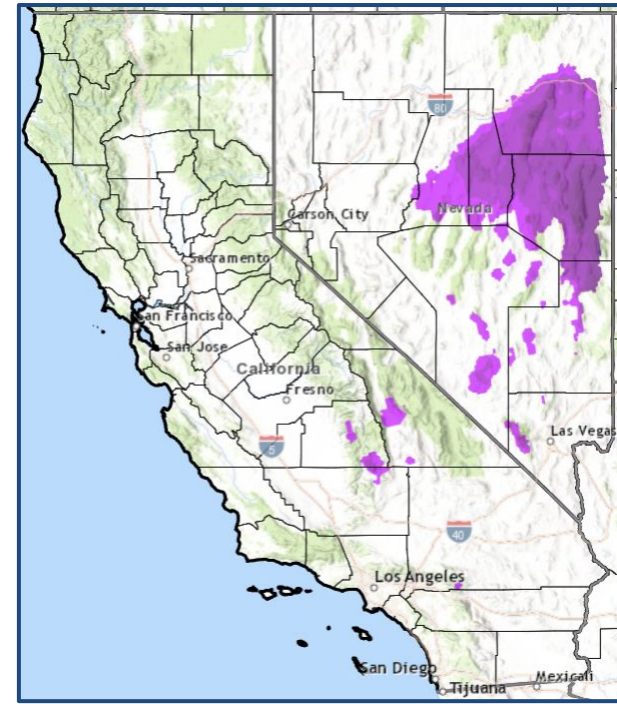 80
Nevada
Carson City
Sacramento
San Francisco
San Jose
California
Fresno
Las Vegas
5
40
Los Angeles
San Diego
Tijuana
Mexicali